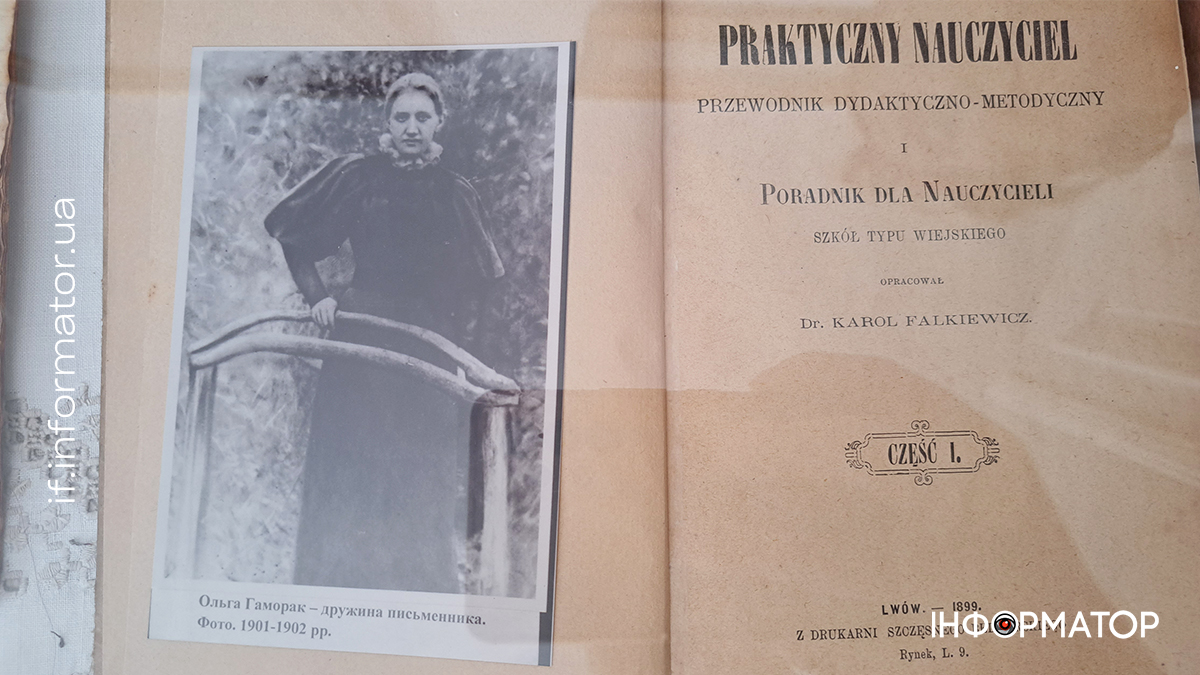 if.informator.ua
Ольга Гаморак – дружина письменника.
Фото. 1901-1902 рр.
PRAKTYCZNY NAUCZYCIEL
PRZEWODNIK DYDAKTYCZNO-METODYCZNY
I
PORADNIK DLA NAUCZYCIELI
SZKÓŁ TYPU WIEJSKIEGO
OPRACOWAŁ
Dr. KAROL FALKIEWICZ.
CZĘŚĆ I.
LWÓW. — 1899.
Z DRUKARNI SZCZĘSNEGO
Rynek, L. 9.
ІНФОРМАТОР